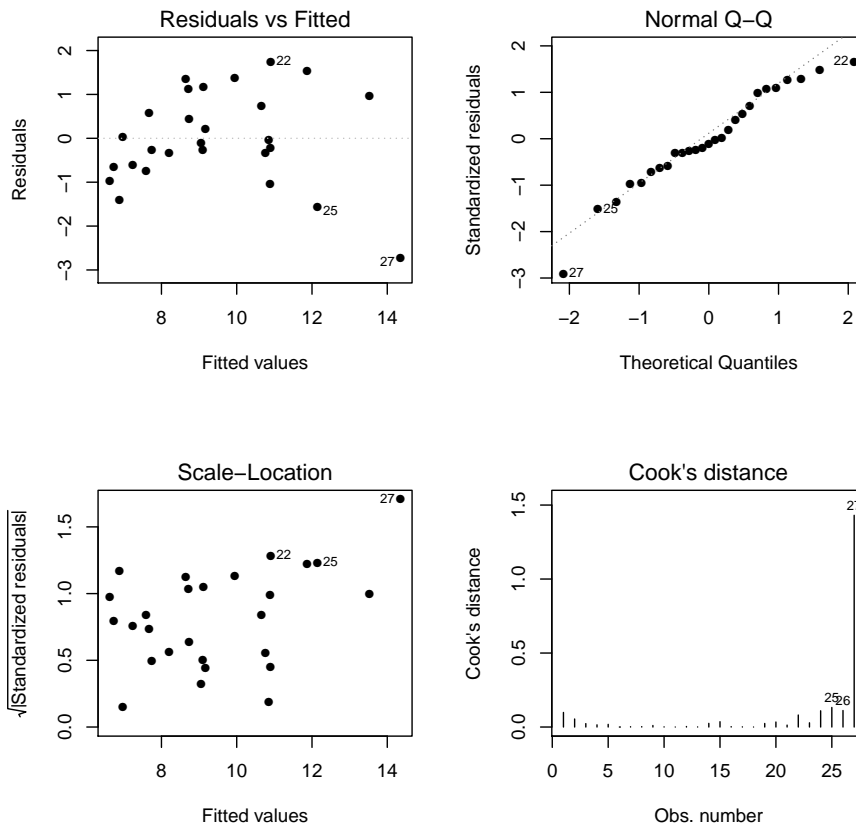 Residuals vs Fitted
Residuals
2
1
0
−1
−2
−3
22
25
27
8 10 12 14
Fitted values
Normal Q−Q
Standardized residuals
2
1
0
−1
−2
−3
22
25
27
−2 −1 0 1 2
Theoretical Quantiles
Scale−Location
√|Standardized residuals|
1.5
1.0
0.5
0.0
27
22
25
8 10 12 14
Fitted values
Cook's distance
Cook's distance
1.5
1.0
0.5
0.0
27
25
26
0 5 10 15 20 25
Obs. number